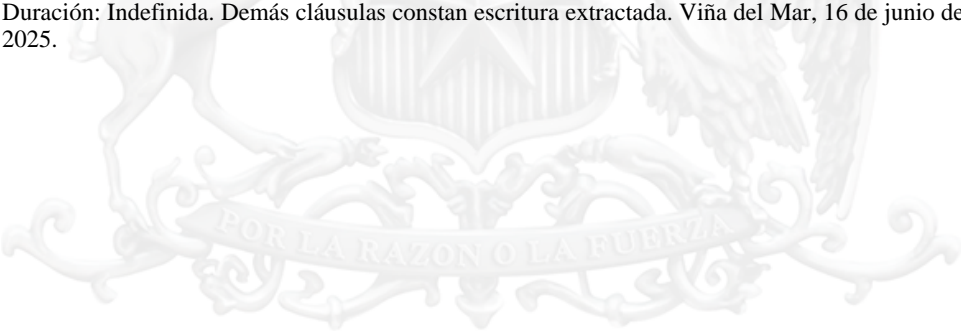 Duración: Indefinida. Demás cláusulas constan escritura extractada. Viña del Mar, 16 de junio de
2025.
POR LA RAZON O LA FUERZA